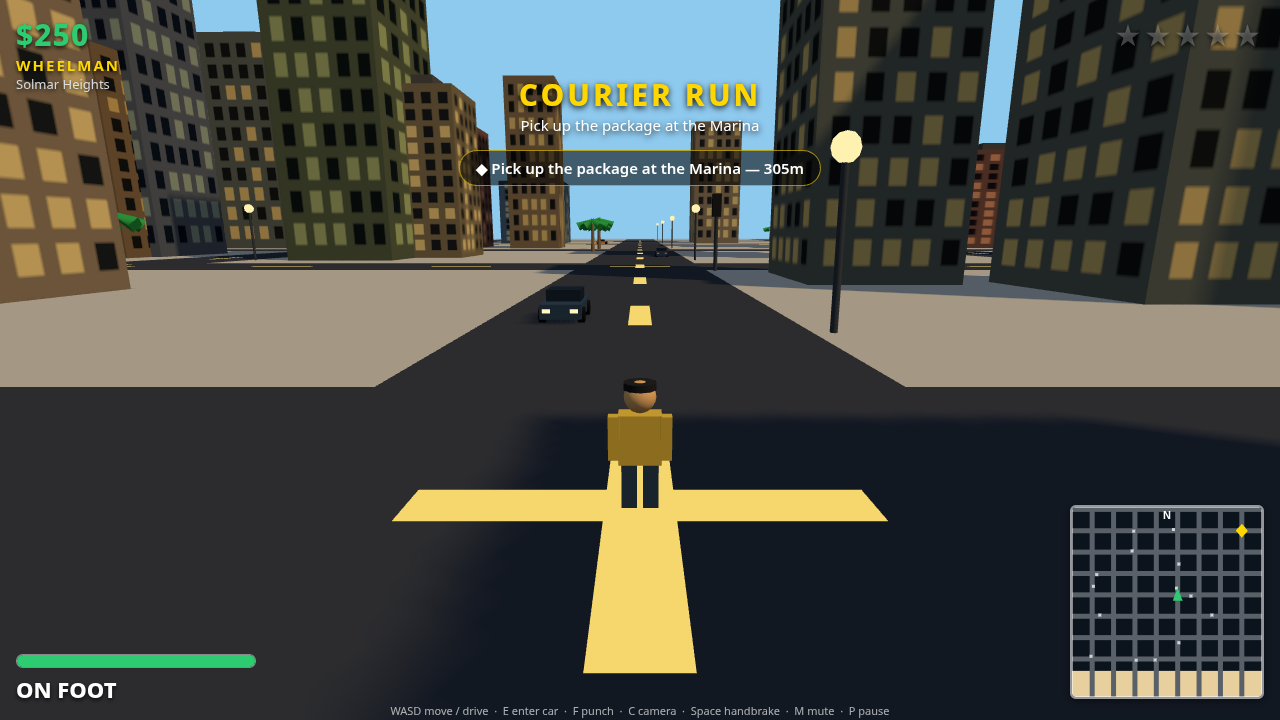 $250
WHEELMAN
Solmar Heights
COURIER RUN
Pick up the package at the Marina
◆ Pick up the package at the Marina — 305m
N
ON FOOT
WASD move / drive · E enter car · F punch · C camera · Space handbrake · M mute · P pause